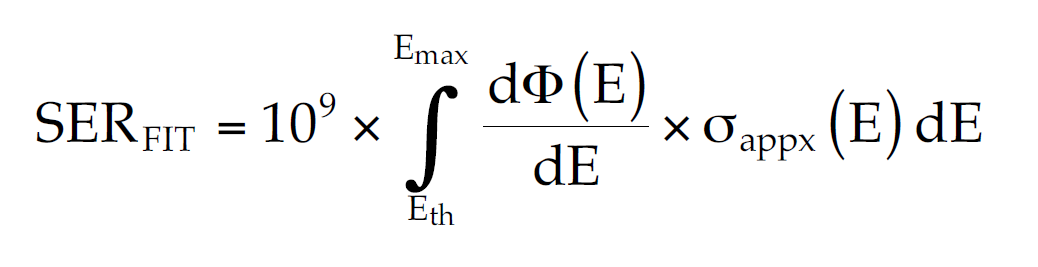 SER_FIT = 10^9 × ∫_{E_th}^{E_max} dΦ(E)/dE × σ_appx (E) dE